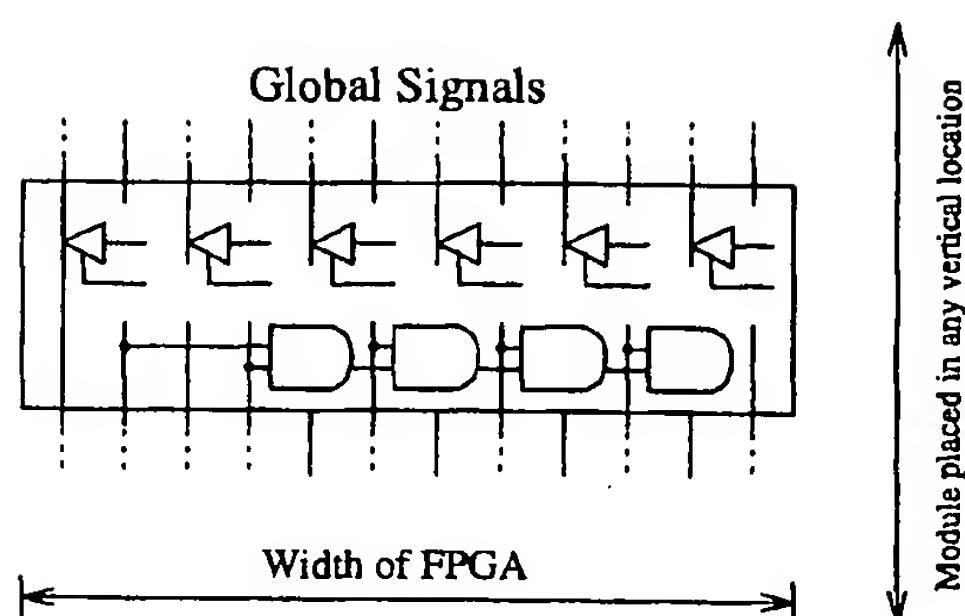 Global Signals
Module placed in any vertical location
Width of FPGA